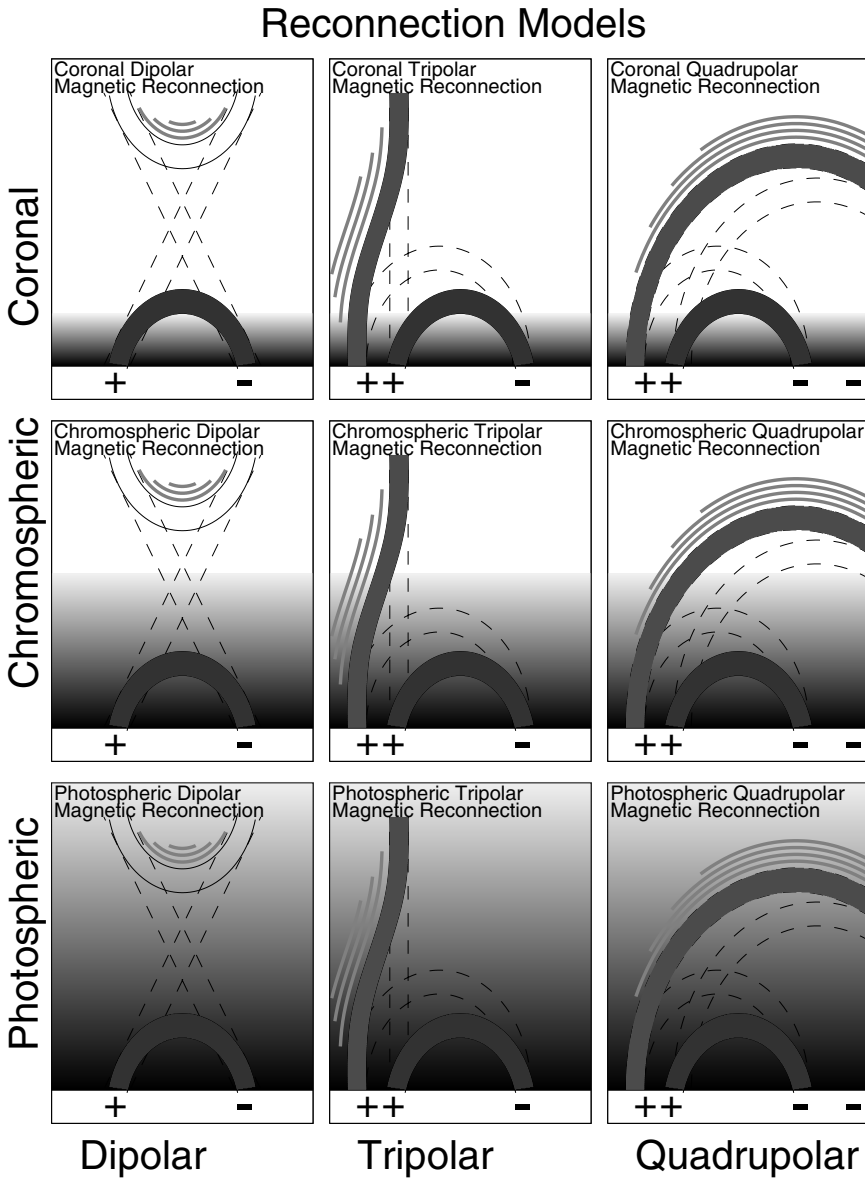 Reconnection Models
Coronal Dipolar
Magnetic Reconnection
Coronal Tripolar
Magnetic Reconnection
Coronal Quadrupolar
Magnetic Reconnection
Coronal
+ -
++ -
++ - -
Chromospheric Dipolar
Magnetic Reconnection
Chromospheric Tripolar
Magnetic Reconnection
Chromospheric Quadrupolar
Magnetic Reconnection
Chromospheric
+ -
++ -
++ - -
Photospheric Dipolar
Magnetic Reconnection
Photospheric Tripolar
Magnetic Reconnection
Photospheric Quadrupolar
Magnetic Reconnection
Photospheric
+ -
++ -
++ - -
Dipolar
Tripolar
Quadrupolar